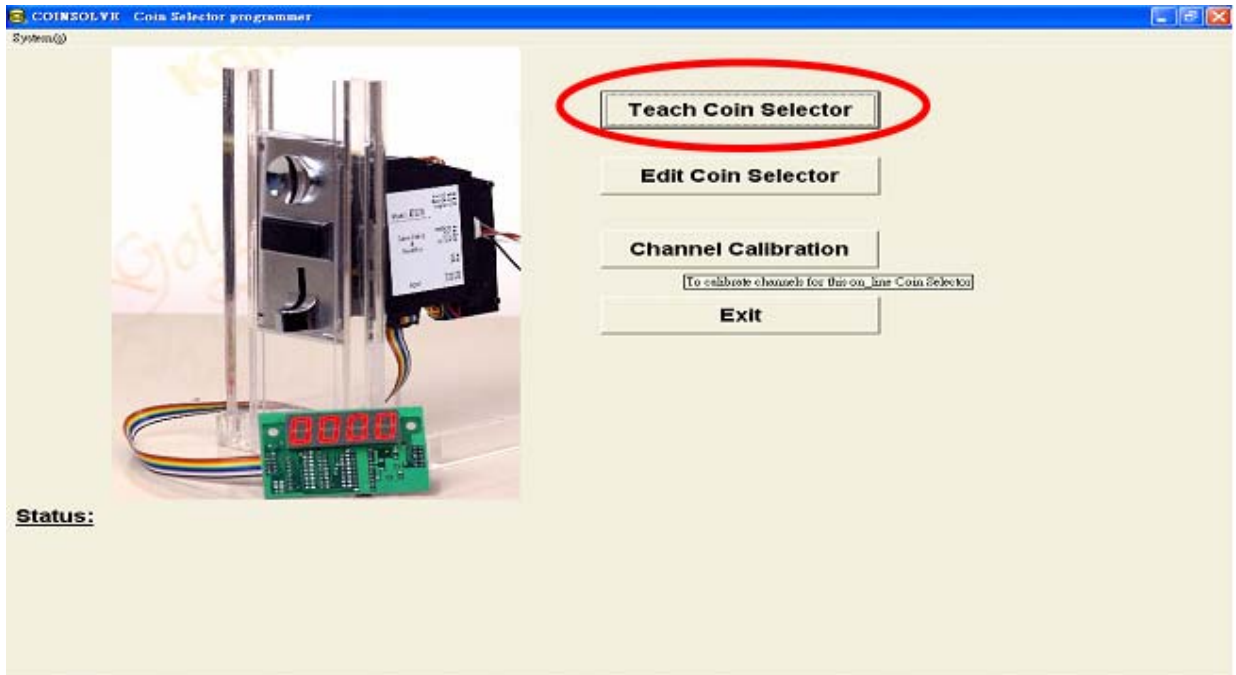 COINSOLVE Coin Selector programmer
System(s)
Teach Coin Selector
Edit Coin Selector
Channel Calibration
To calibrate channels for this on_line Coin Selector
Exit
0000
Status: